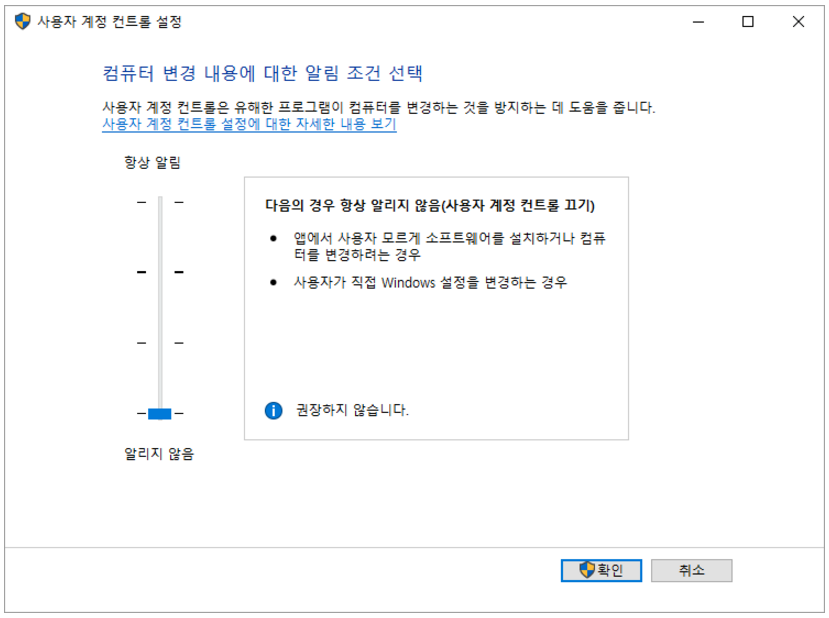 사용자 계정 컨트롤 설정
컴퓨터 변경 내용에 대한 알림 조건 선택
사용자 계정 컨트롤은 유해한 프로그램이 컴퓨터를 변경하는 것을 방지하는 데 도움을 줍니다.
사용자 계정 컨트롤 설정에 대한 자세한 내용 보기
항상 알림
다음의 경우 항상 알리지 않음(사용자 계정 컨트롤 끄기)
● 앱에서 사용자 모르게 소프트웨어를 설치하거나 컴퓨
터를 변경하려는 경우
● 사용자가 직접 Windows 설정을 변경하는 경우
권장하지 않습니다.
알리지 않음
확인
취소